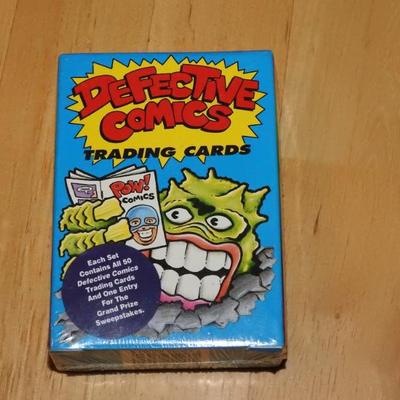 DEFECTIVE
COMICS
TRADING CARDS
POW!
COMICS
Each Set
Contains All 50
Defective Comics
Trading Cards
And One Entry
For The
Grand Prize
Sweepstakes.